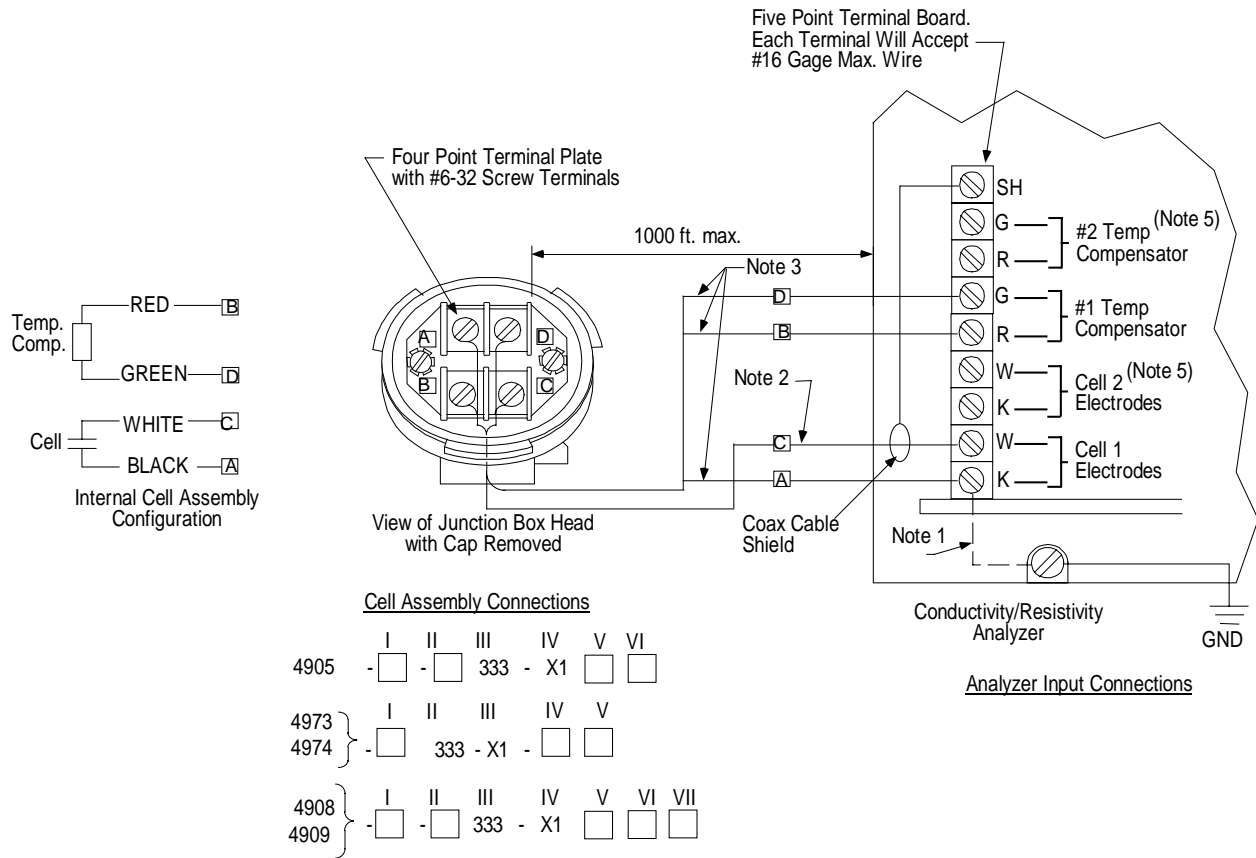 Five Point Terminal Board.
Each Terminal Will Accept
#16 Gage Max. Wire
Four Point Terminal Plate
with #6-32 Screw Terminals
1000 ft. max.
Note 3
SH
G
R
#2 Temp (Note 5)
Compensator
G
R
#1 Temp
Compensator
W
K
Cell 2 (Note 5)
Electrodes
W
K
Cell 1
Electrodes
D
B
Note 2
C
A
Coax Cable
Shield
Note 1
Conductivity/Resistivity
Analyzer
GND
Analyzer Input Connections
Temp.
Comp.
RED B
GREEN D
Cell
WHITE C
BLACK A
Internal Cell Assembly
Configuration
A D
B C
View of Junction Box Head
with Cap Removed
Cell Assembly Connections
I II III IV V VI
4905 - - 333 - X1
I II III IV V
4973
4974
- 333 - X1 -
I II III IV V VI VII
4908
4909
- - 333 - X1